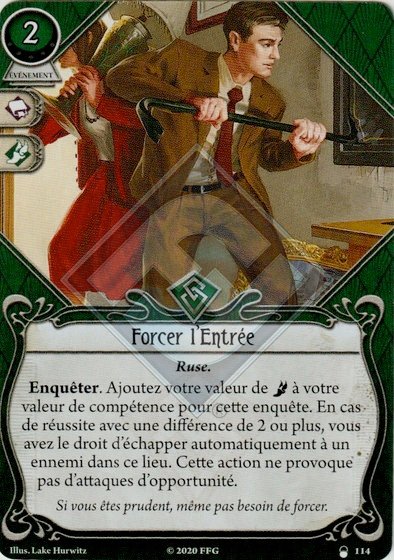 2
ÉVÉNEMENT
Forcer l'Entrée
Ruse.
Enquêter. Ajoutez votre valeur de à votre
valeur de compétence pour cette enquête. En cas
de réussite avec une différence de 2 ou plus, vous
avez le droit d'échapper automatiquement à un
ennemi dans ce lieu. Cette action ne provoque
pas d'attaques d'opportunité.
Si vous êtes prudent, même pas besoin de forcer.
Illus. Lake Hurwitz © 2020 FFG 114